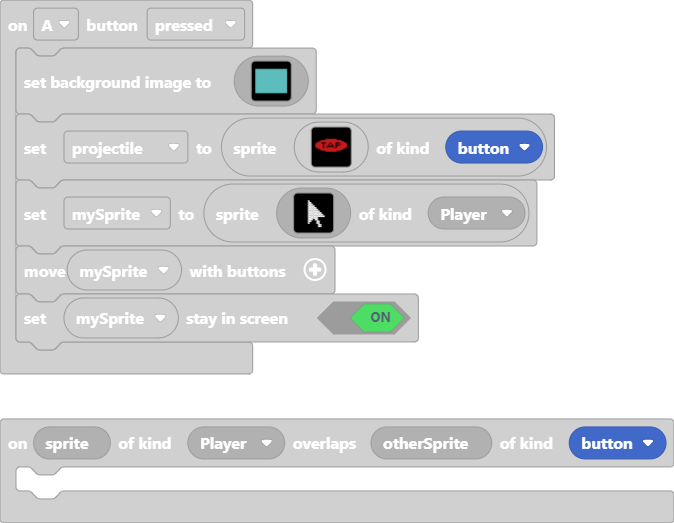 on A button pressed
set background image to
set projectile to sprite TAP of kind button
set mySprite to sprite of kind Player
move mySprite with buttons
set mySprite stay in screen ON
on sprite of kind Player overlaps otherSprite of kind button